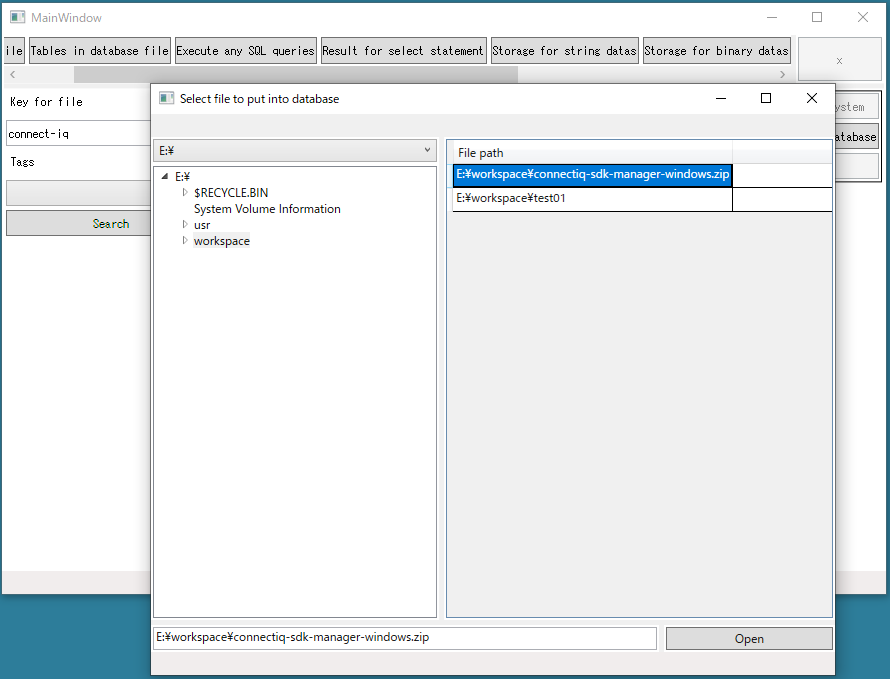 MainWindow
ile
Tables in database file
Execute any SQL queries
Result for select statement
Storage for string datas
Storage for binary datas
x
Key for file
connect-iq
Tags
Search
ystem
atabase
Select file to put into database
E:¥
E:¥
$RECYCLE.BIN
System Volume Information
usr
workspace
File path
E:¥workspace¥connectiq-sdk-manager-windows.zip
E:¥workspace¥test01
E:¥workspace¥connectiq-sdk-manager-windows.zip
Open